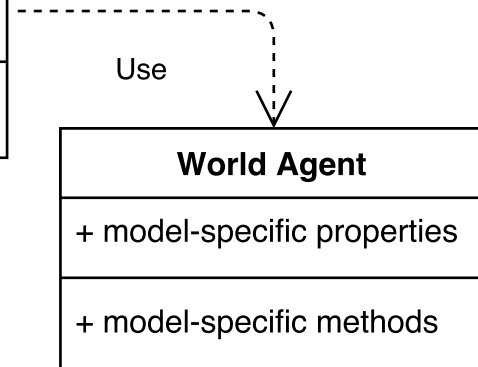 Use
World Agent
+ model-specific properties
+ model-specific methods